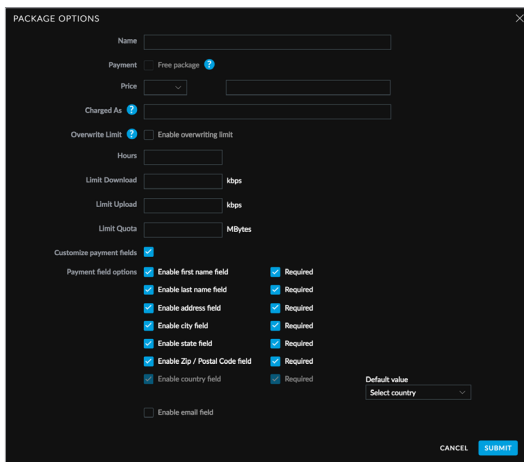 PACKAGE OPTIONS
Name
Payment Free package ?
Price
Charged As ?
Overwrite Limit ? Enable overwriting limit
Hours
Limit Download kbps
Limit Upload kbps
Limit Quota MBytes
Customize payment fields
Payment field options Enable first name field Required
Enable last name field Required
Enable address field Required
Enable city field Required
Enable state field Required
Enable Zip / Postal Code field Required
Enable country field Required Default value
Select country
Enable email field
CANCEL SUBMIT